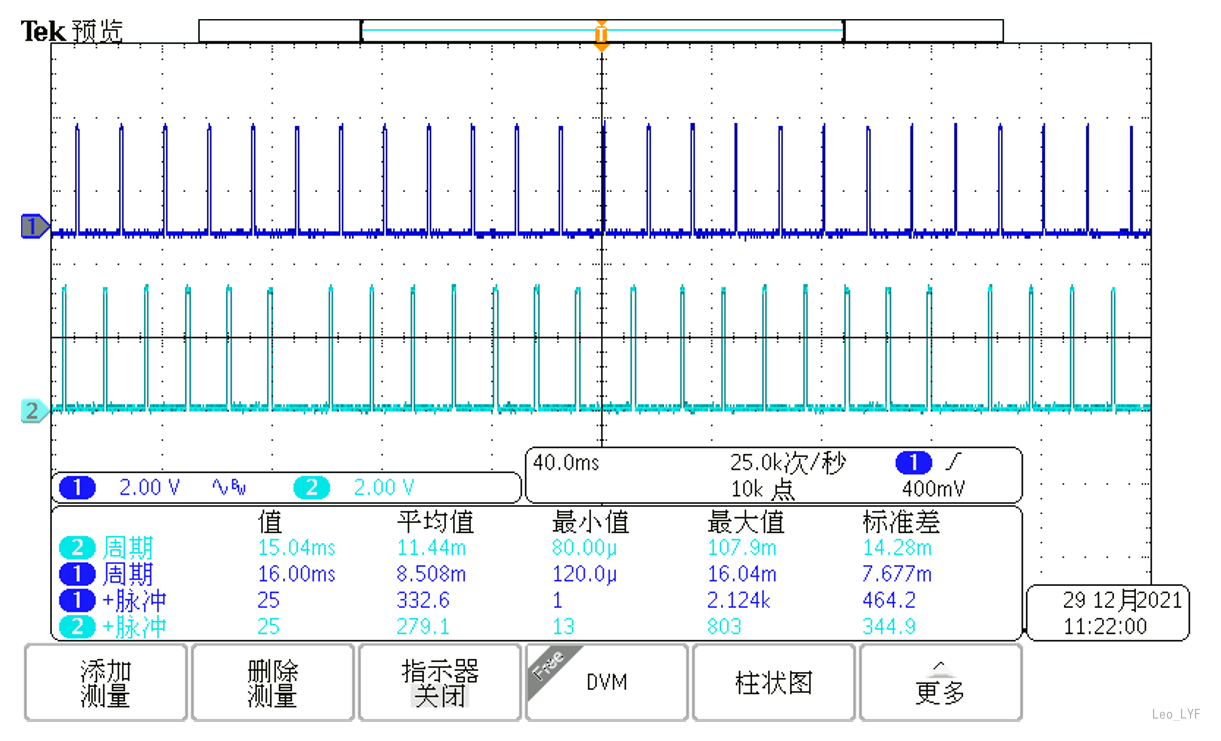 Tek 预览
T
1
2
1 2.00 V BW 2 2.00 V
40.0ms 25.0k次/秒 1
10k 点 400mV
值 平均值 最小值 最大值 标准差
2 周期 15.04ms 11.44m 80.00µ 107.9m 14.28m
1 周期 16.00ms 8.508m 120.0µ 16.04m 7.677m
1 +脉冲 25 332.6 1 2.124k 464.2
2 +脉冲 25 279.1 13 803 344.9
29 12月2021
11:22:00
添加
测量
删除
测量
指示器
关闭
Free
DVM
柱状图
更多
Leo_LYF